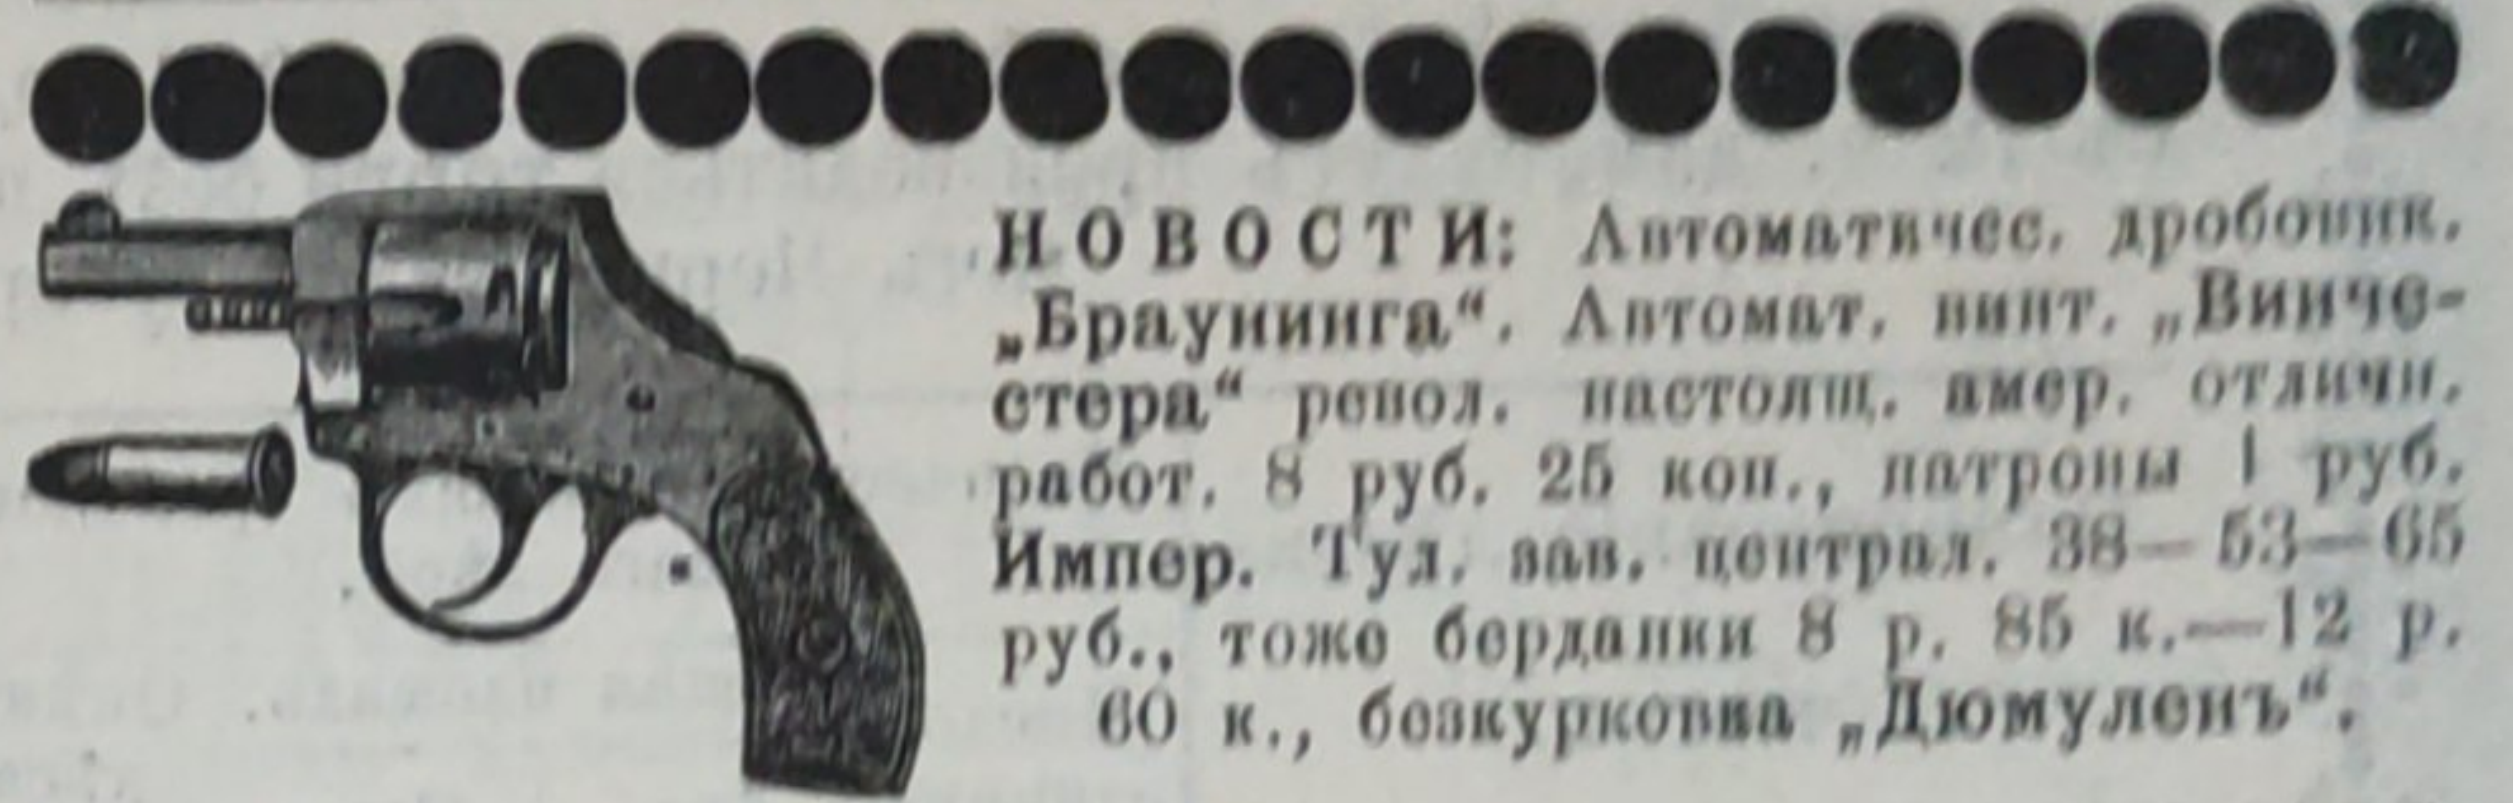 НОВОСТИ: Автоматичес. дробовик.
„Браунинга“. Автомат. винт. „Винче-
стера“ револ. настоящ. амер. отличн.
работ. 8 руб. 25 коп., патроны 1 руб.
Импер. Тул. зав. централ. 38—53—65
руб., тоже берданки 8 р. 85 к.—12 р.
60 к., безкурковка „Дюмуленъ“.